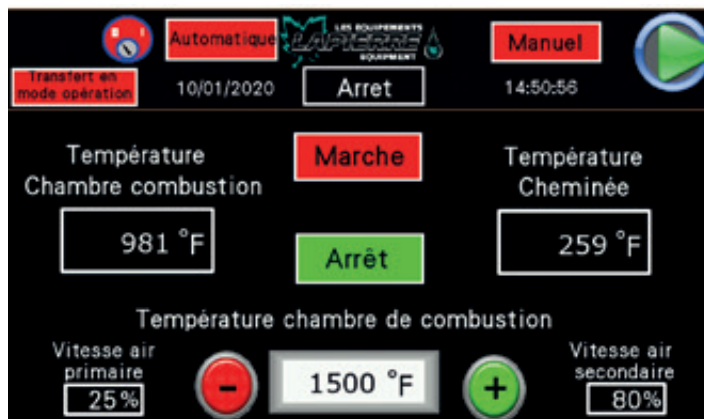 Automatique
LES EQUIPEMENTS
LAPIERRE
EQUIPMENT
Manuel
Transfert en
mode opération
10/01/2020
Arret
14:50:56
Température
Chambre combustion
981 °F
Marche
Arrêt
Température
Cheminée
259 °F
Température chambre de combustion
Vitesse air
primaire
25%
-
1500 °F
+
Vitesse air
secondaire
80%